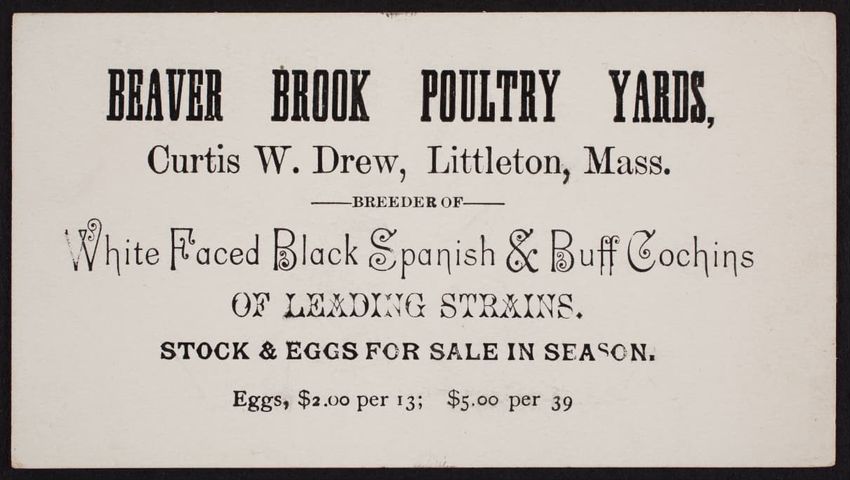 BEAVER BROOK POULTRY YARDS,
Curtis W. Drew, Littleton, Mass.
BREEDER OF
White Faced Black Spanish & Buff Cochins
OF LEADING STRAINS.
STOCK & EGGS FOR SALE IN SEASON.
Eggs, $2.00 per 13; $5.00 per 39